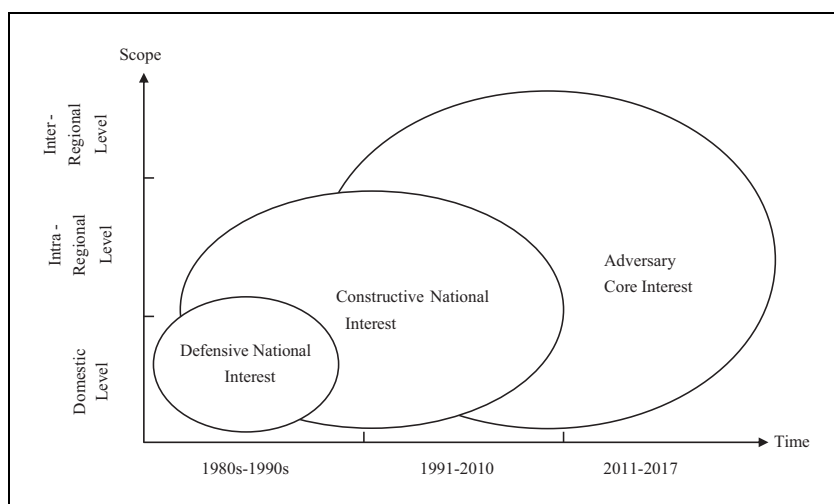 Scope
Inter-
Regional
Level
Intra-
Regional
Level
Domestic
Level
Adversary
Core Interest
Constructive National
Interest
Defensive National
Interest
Time
1980s-1990s
1991-2010
2011-2017